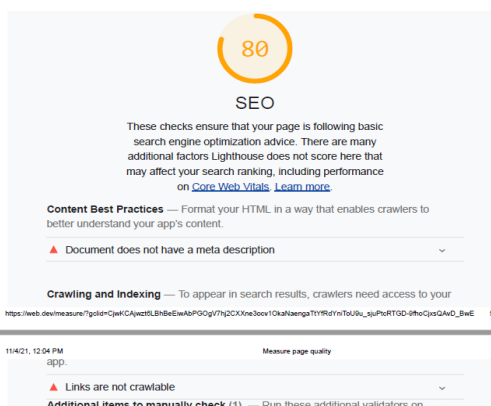 80
SEO
These checks ensure that your page is following basic
search engine optimization advice. There are many
additional factors Lighthouse does not score here that
may affect your search ranking, including performance
on Core Web Vitals. Learn more.
Content Best Practices — Format your HTML in a way that enables crawlers to
better understand your app's content.
Document does not have a meta description
Crawling and Indexing — To appear in search results, crawlers need access to your
11/4/21, 12:04 PM Measure page quality
app.
Links are not crawlable
Additional items to manually check (1) — Run these additional validators on